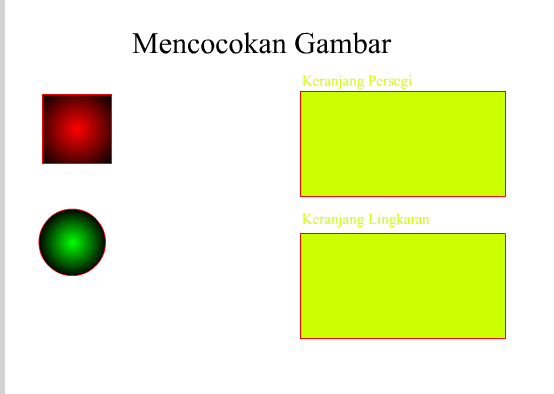 Mencocokan Gambar
Keranjang Persegi
Keranjang Lingkaran